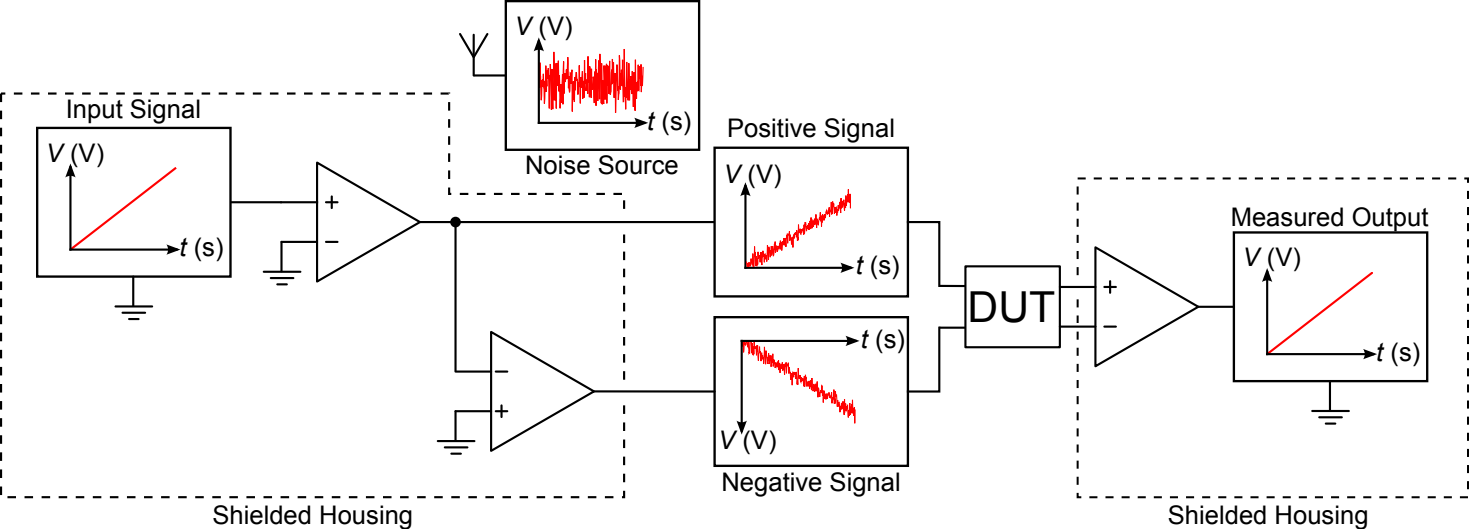 V (V)
t (s)
Noise Source
Input Signal
V (V)
t (s)
+
−
−
+
Shielded Housing
Positive Signal
V (V)
t (s)
t (s)
V (V)
Negative Signal
DUT
+
−
Measured Output
V (V)
t (s)
Shielded Housing